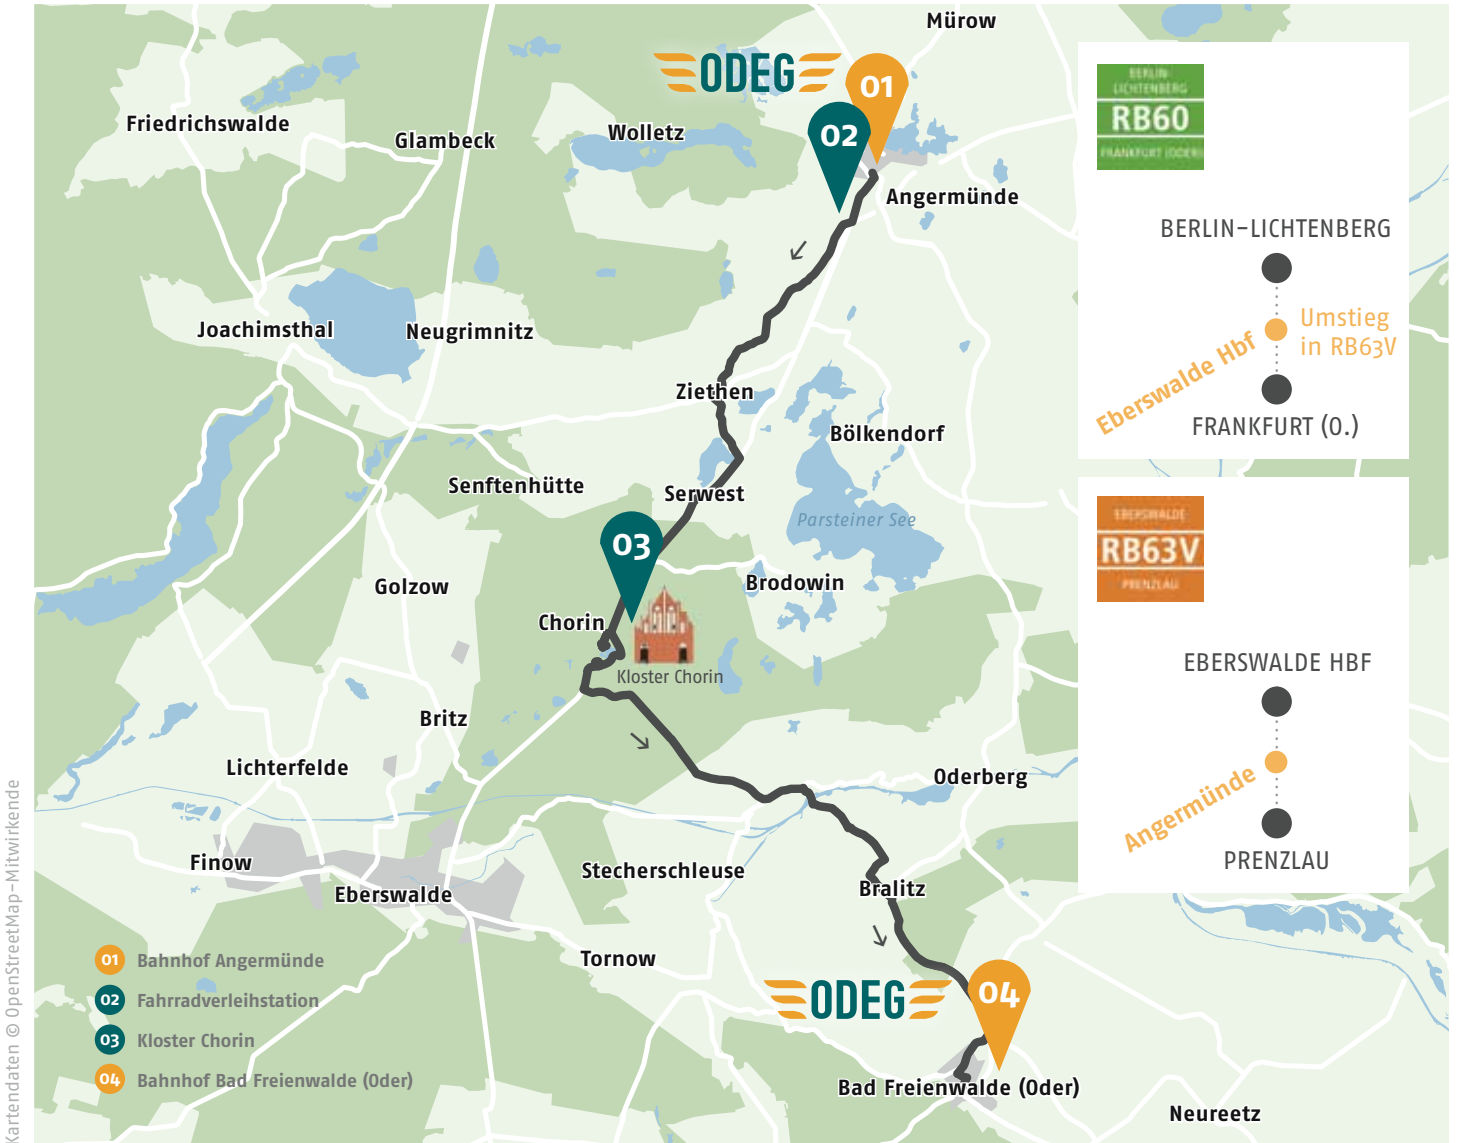 Mürow
ODEG
01
02
Friedrichswalde
Glambeck
Wolletz
Angermünde
Joachimsthal
Neugrimnitz
Ziethen
Bölkendorf
Senftenhütte
Serwest
Parsteiner See
03
Golzow
Brodowin
Chorin
Kloster Chorin
Britz
Lichterfelde
Oderberg
Finow
Eberswalde
Stecherschleuse
Bralitz
Tornow
ODEG
04
Bad Freienwalde (Oder)
Neureetz
BERLIN-
LICHTENBERG
RB60
FRANKFURT (ODER)
BERLIN-LICHTENBERG
Eberswalde Hbf
Umstieg
in RB63V
FRANKFURT (O.)
EBERSWALDE
RB63V
PRENZLAU
EBERSWALDE HBF
Angermünde
PRENZLAU
01 Bahnhof Angermünde
02 Fahrradverleihstation
03 Kloster Chorin
04 Bahnhof Bad Freienwalde (Oder)
Kartendaten © OpenStreetMap-Mitwirkende